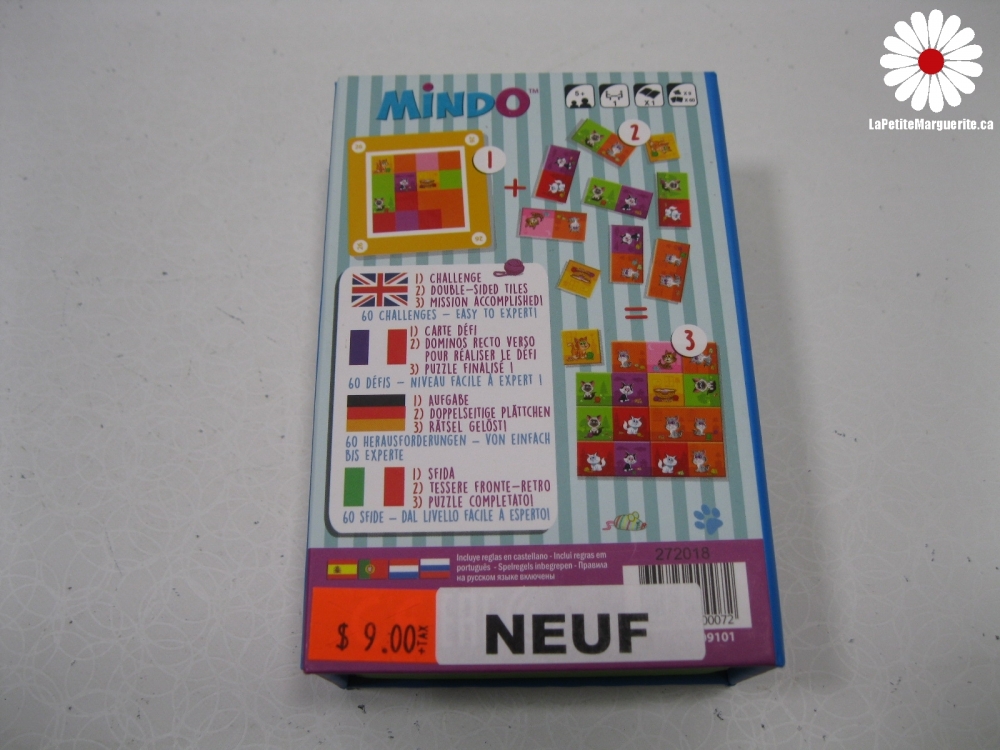 LaPetiteMarguerite.ca
MINDO™
1
2
3
1) CHALLENGE
2) DOUBLE-SIDED TILES
3) MISSION ACCOMPLISHED!
60 CHALLENGES – EASY TO EXPERT!
1) CARTE DÉFI
2) DOMINOS RECTO VERSO
POUR RÉALISER LE DÉFI
3) PUZZLE FINALISÉ !
60 DÉFIS – NIVEAU FACILE À EXPERT !
1) AUFGABE
2) DOPPELSEITIGE PLÄTTCHEN
3) RÄTSEL GELÖST!
60 HERAUSFORDERUNGEN – VON EINFACH
BIS EXPERTE
1) SFIDA
2) TESSERE FRONTE-RETRO
3) PUZZLE COMPLETATO!
60 SFIDE – DAL LIVELLO FACILE A ESPERTO!
Incluye reglas en castellano - Inclui regras em
português - Spelregels inbegrepen - Правила
на русском языке включены
272018
00072
09101
$ 9.00 +TAX
NEUF